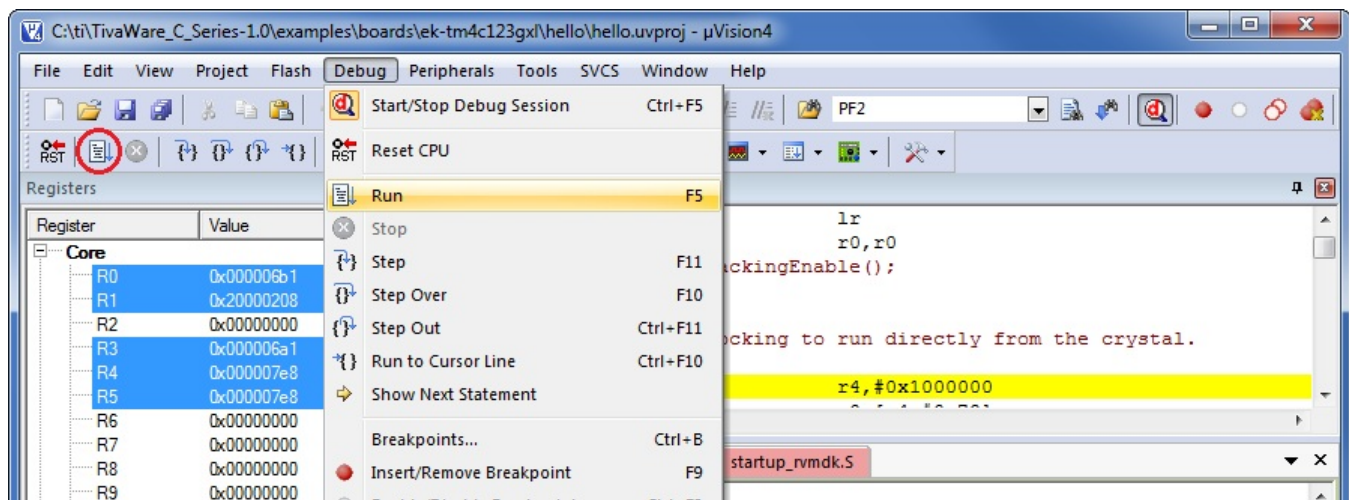 C:\ti\TivaWare_C_Series-1.0\examples\boards\ek-tm4c123gxl\hello\hello.uvproj - µVision4
File Edit View Project Flash Debug Peripherals Tools SVCS Window Help
Start/Stop Debug Session Ctrl+F5
PF2
RST
RST Reset CPU
Registers
Run F5
Register Value
Stop
lr
Core
r0,r0
R0 0x000006b1
Step F11
ckingEnable();
R1 0x20000208
Step Over F10
R2 0x00000000
Step Out Ctrl+F11
cking to run directly from the crystal.
R3 0x000006a1
Run to Cursor Line Ctrl+F10
R4 0x000007e8
r4,#0x1000000
R5 0x000007e8
Show Next Statement
R6 0x00000000
R7 0x00000000
Breakpoints... Ctrl+B
R8 0x00000000
Insert/Remove Breakpoint F9
startup_rvmdk.S
R9 0x00000000